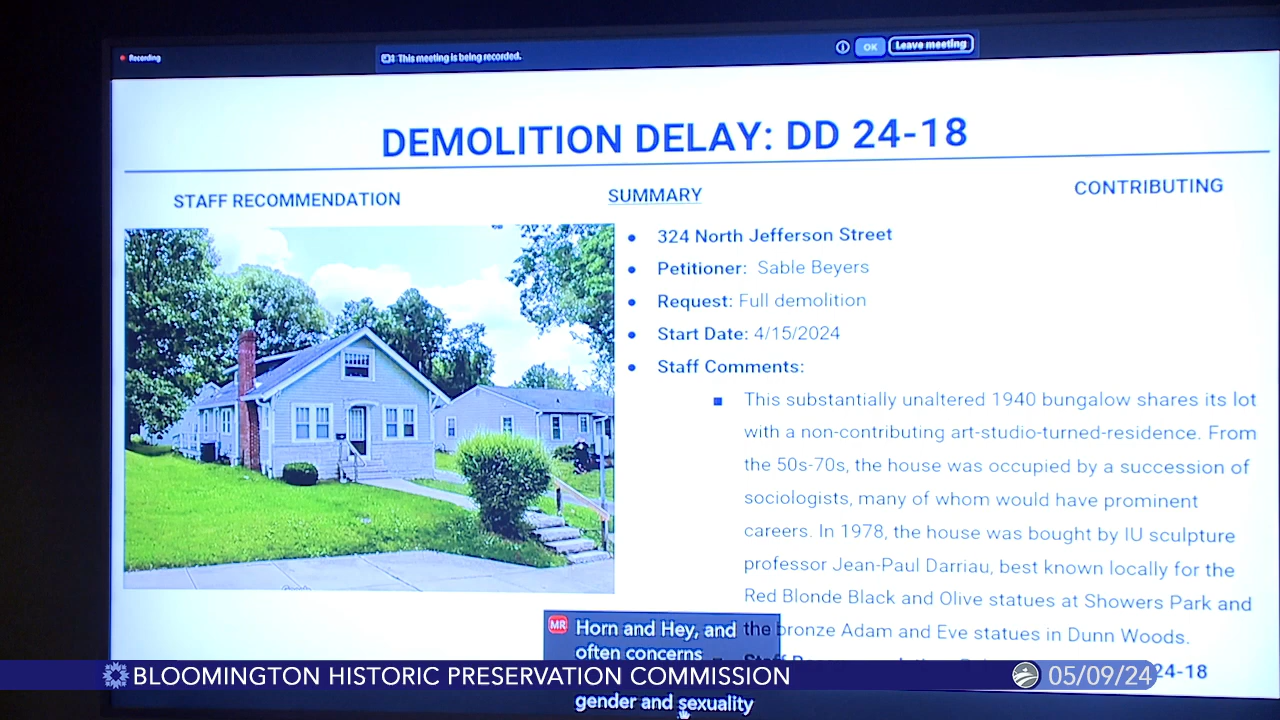 Recording
This meeting is being recorded.
OK
Leave meeting
DEMOLITION DELAY: DD 24-18
STAFF RECOMMENDATION
SUMMARY
CONTRIBUTING
324 North Jefferson Street
Petitioner: Sable Beyers
Request: Full demolition
Start Date: 4/15/2024
Staff Comments:
This substantially unaltered 1940 bungalow shares its lot
with a non-contributing art-studio-turned-residence. From
the 50s-70s, the house was occupied by a succession of
sociologists, many of whom would have prominent
careers. In 1978, the house was bought by IU sculpture
professor Jean-Paul Darriau, best known locally for the
Red Blonde Black and Olive statues at Showers Park and
the bronze Adam and Eve statues in Dunn Woods.
24-18
MR
Horn and Hey, and
often concerns
gender and sexuality
BLOOMINGTON HISTORIC PRESERVATION COMMISSION
05/09/24